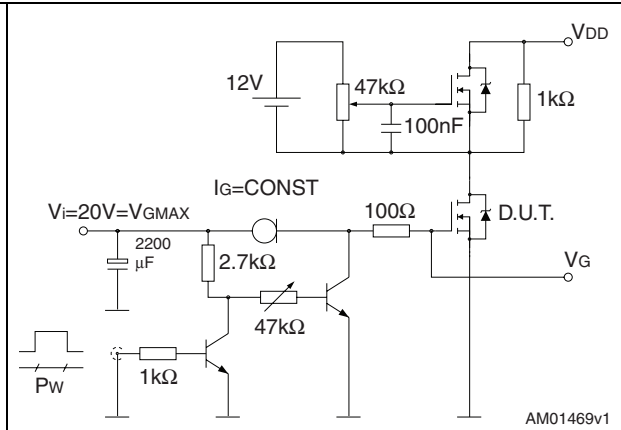 VDD
12V
47kΩ
1kΩ
100nF
IG=CONST
Vi=20V=VGMAX
100Ω
D.U.T.
2200
μF
2.7kΩ
VG
47kΩ
1kΩ
PW
AM01469v1